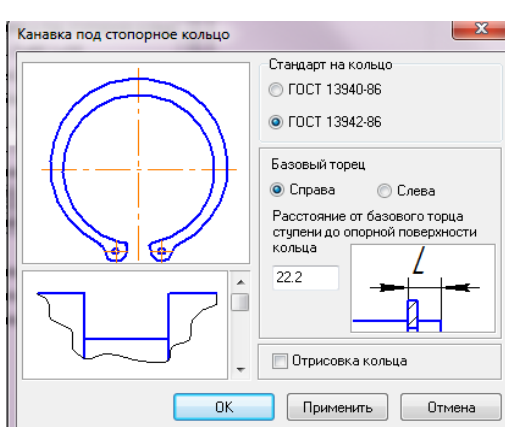 Канавка под стопорное кольцо
Стандарт на кольцо
ГОСТ 13940-86
ГОСТ 13942-86
Базовый торец
Справа
Слева
Расстояние от базового торца
ступени до опорной поверхности
кольца
22.2
L
Отрисовка кольца
OK
Применить
Отмена